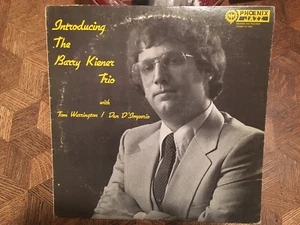 Introducing
The
Barry Kiener
Trio
with
Tom Warrington / Dan D'Imperio
PHOENIX
JAZZ